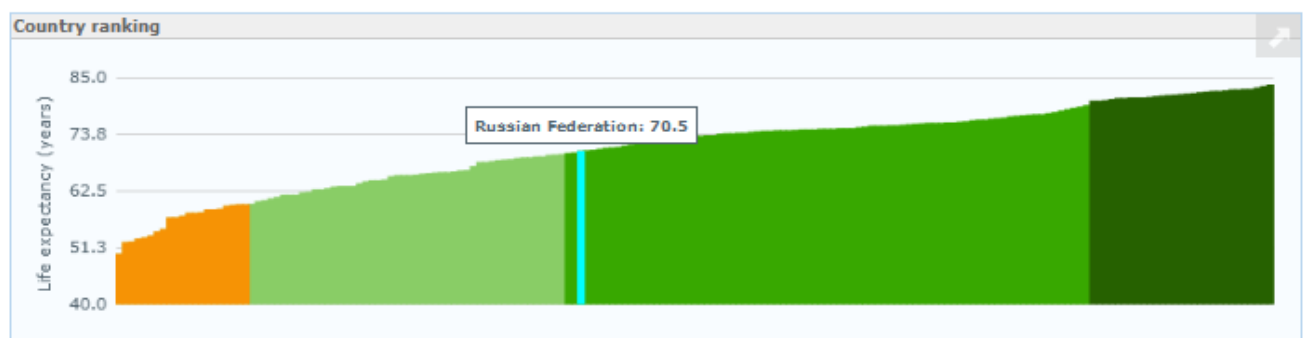 Country ranking
85.0
Russian Federation: 70.5
73.8
62.5
51.3
40.0
Life expectancy (years)